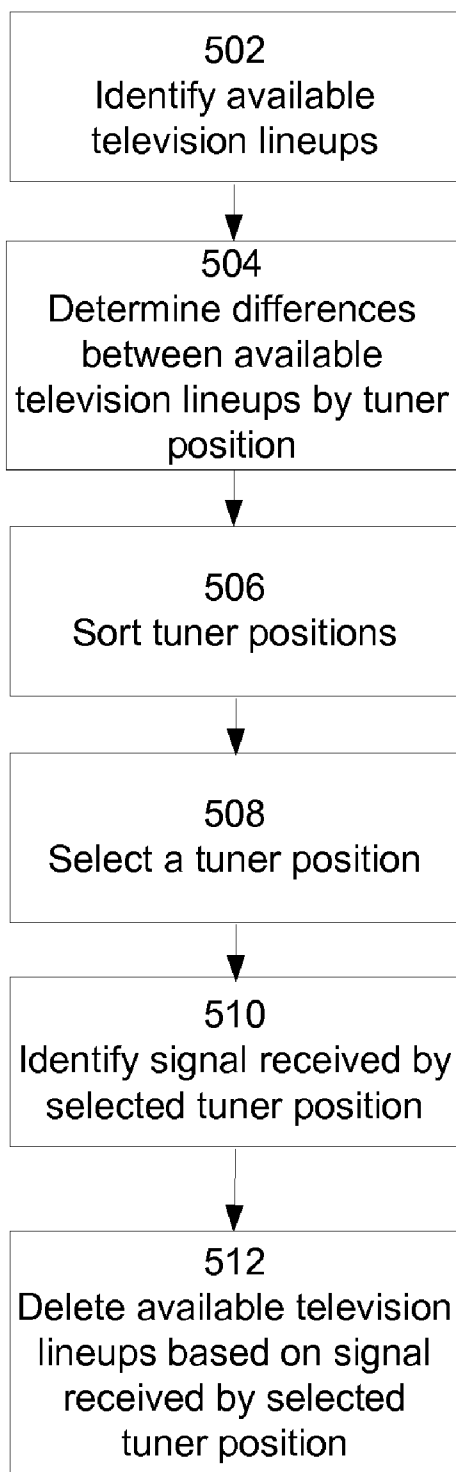 502
Identify available
television lineups
504
Determine differences
between available
television lineups by tuner
position
506
Sort tuner positions
508
Select a tuner position
510
Identify signal received by
selected tuner position
512
Delete available television
lineups based on signal
received by selected
tuner position